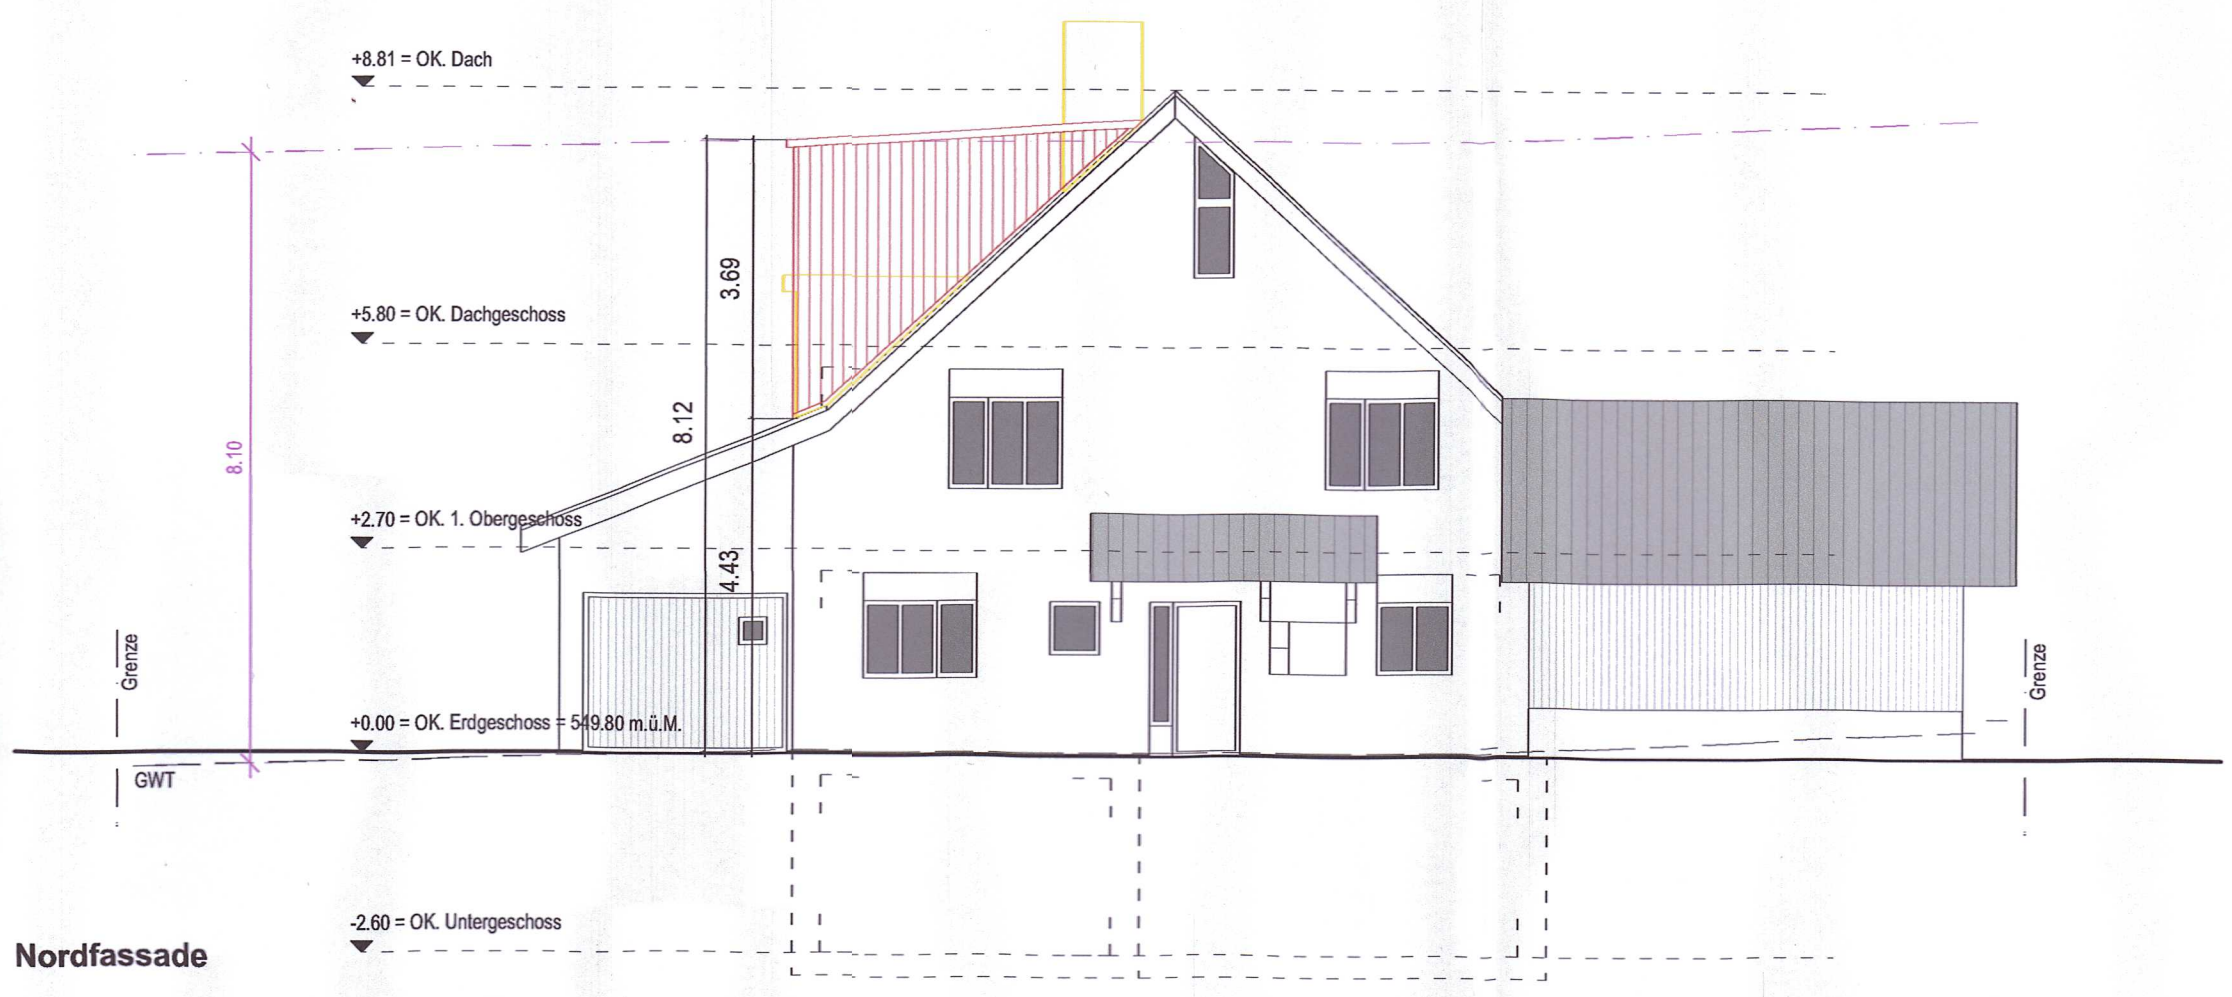 +8.81 = OK. Dach
3.69
+5.80 = OK. Dachgeschoss
8.12
8.10
+2.70 = OK. 1. Obergeschoss
4.43
Grenze
Grenze
+0.00 = OK. Erdgeschoss = 549.80 m.ü.M.
GWT
-2.60 = OK. Untergeschoss
Nordfassade